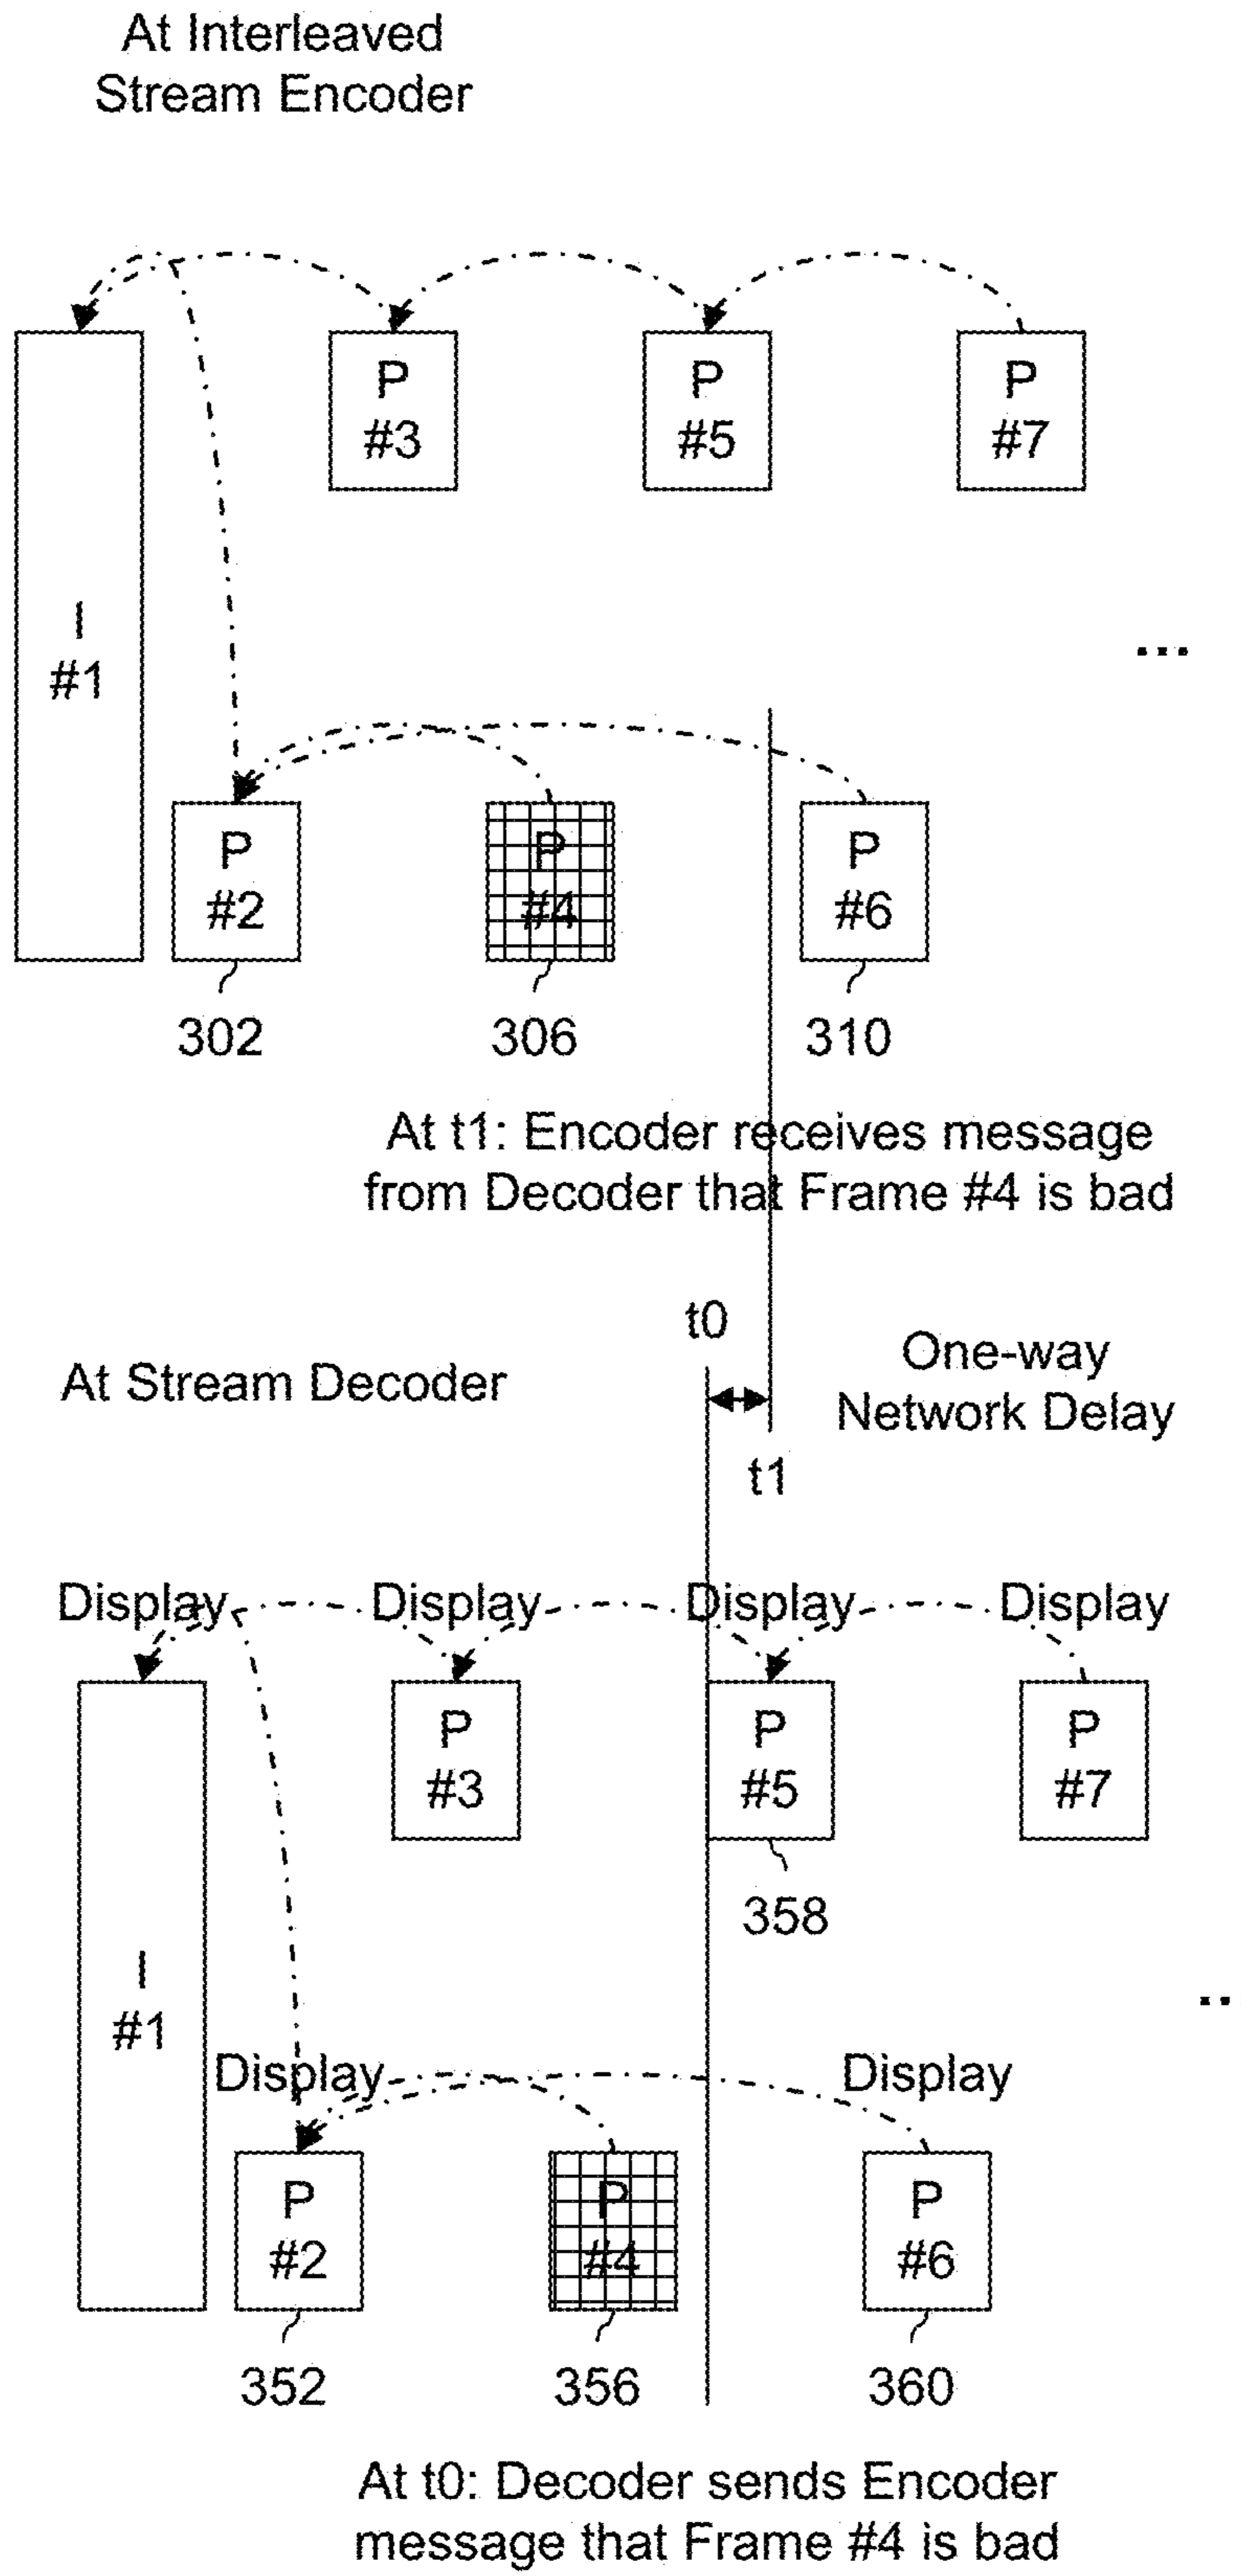 At Interleaved
Stream Encoder
P
#3
P
#5
P
#7
I
#1
...
P
#2
P
#4
P
#6
302
306
310
At t1: Encoder receives message
from Decoder that Frame #4 is bad
t0
One-way
Network Delay
At Stream Decoder
t1
Display
Display
Display
Display
P
#3
P
#5
P
#7
358
I
#1
..
Display
Display
P
#2
P
#4
P
#6
352
356
360
At t0: Decoder sends Encoder
message that Frame #4 is bad